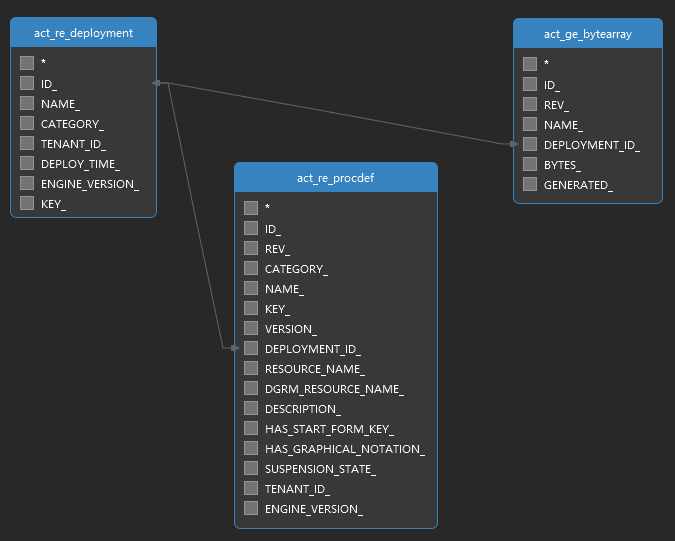 act_re_deployment
*
ID_
NAME_
CATEGORY_
TENANT_ID_
DEPLOY_TIME_
ENGINE_VERSION_
KEY_
act_ge_bytearray
*
ID_
REV_
NAME_
DEPLOYMENT_ID_
BYTES_
GENERATED_
act_re_procdef
*
ID_
REV_
CATEGORY_
NAME_
KEY_
VERSION_
DEPLOYMENT_ID_
RESOURCE_NAME_
DGRM_RESOURCE_NAME_
DESCRIPTION_
HAS_START_FORM_KEY_
HAS_GRAPHICAL_NOTATION_
SUSPENSION_STATE_
TENANT_ID_
ENGINE_VERSION_